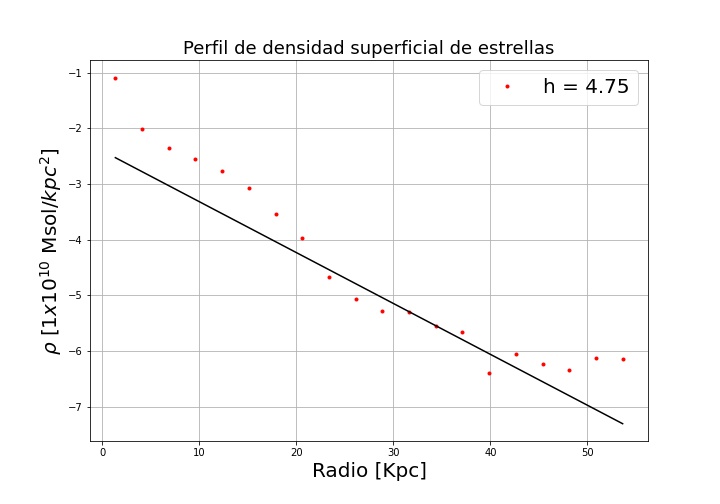 Perfil de densidad superficial de estrellas
h = 4.75
−1
−2
−3
−4
−5
−6
−7
ρ [1x10¹⁰ Msol/kpc²]
0 10 20 30 40 50
Radio [Kpc]